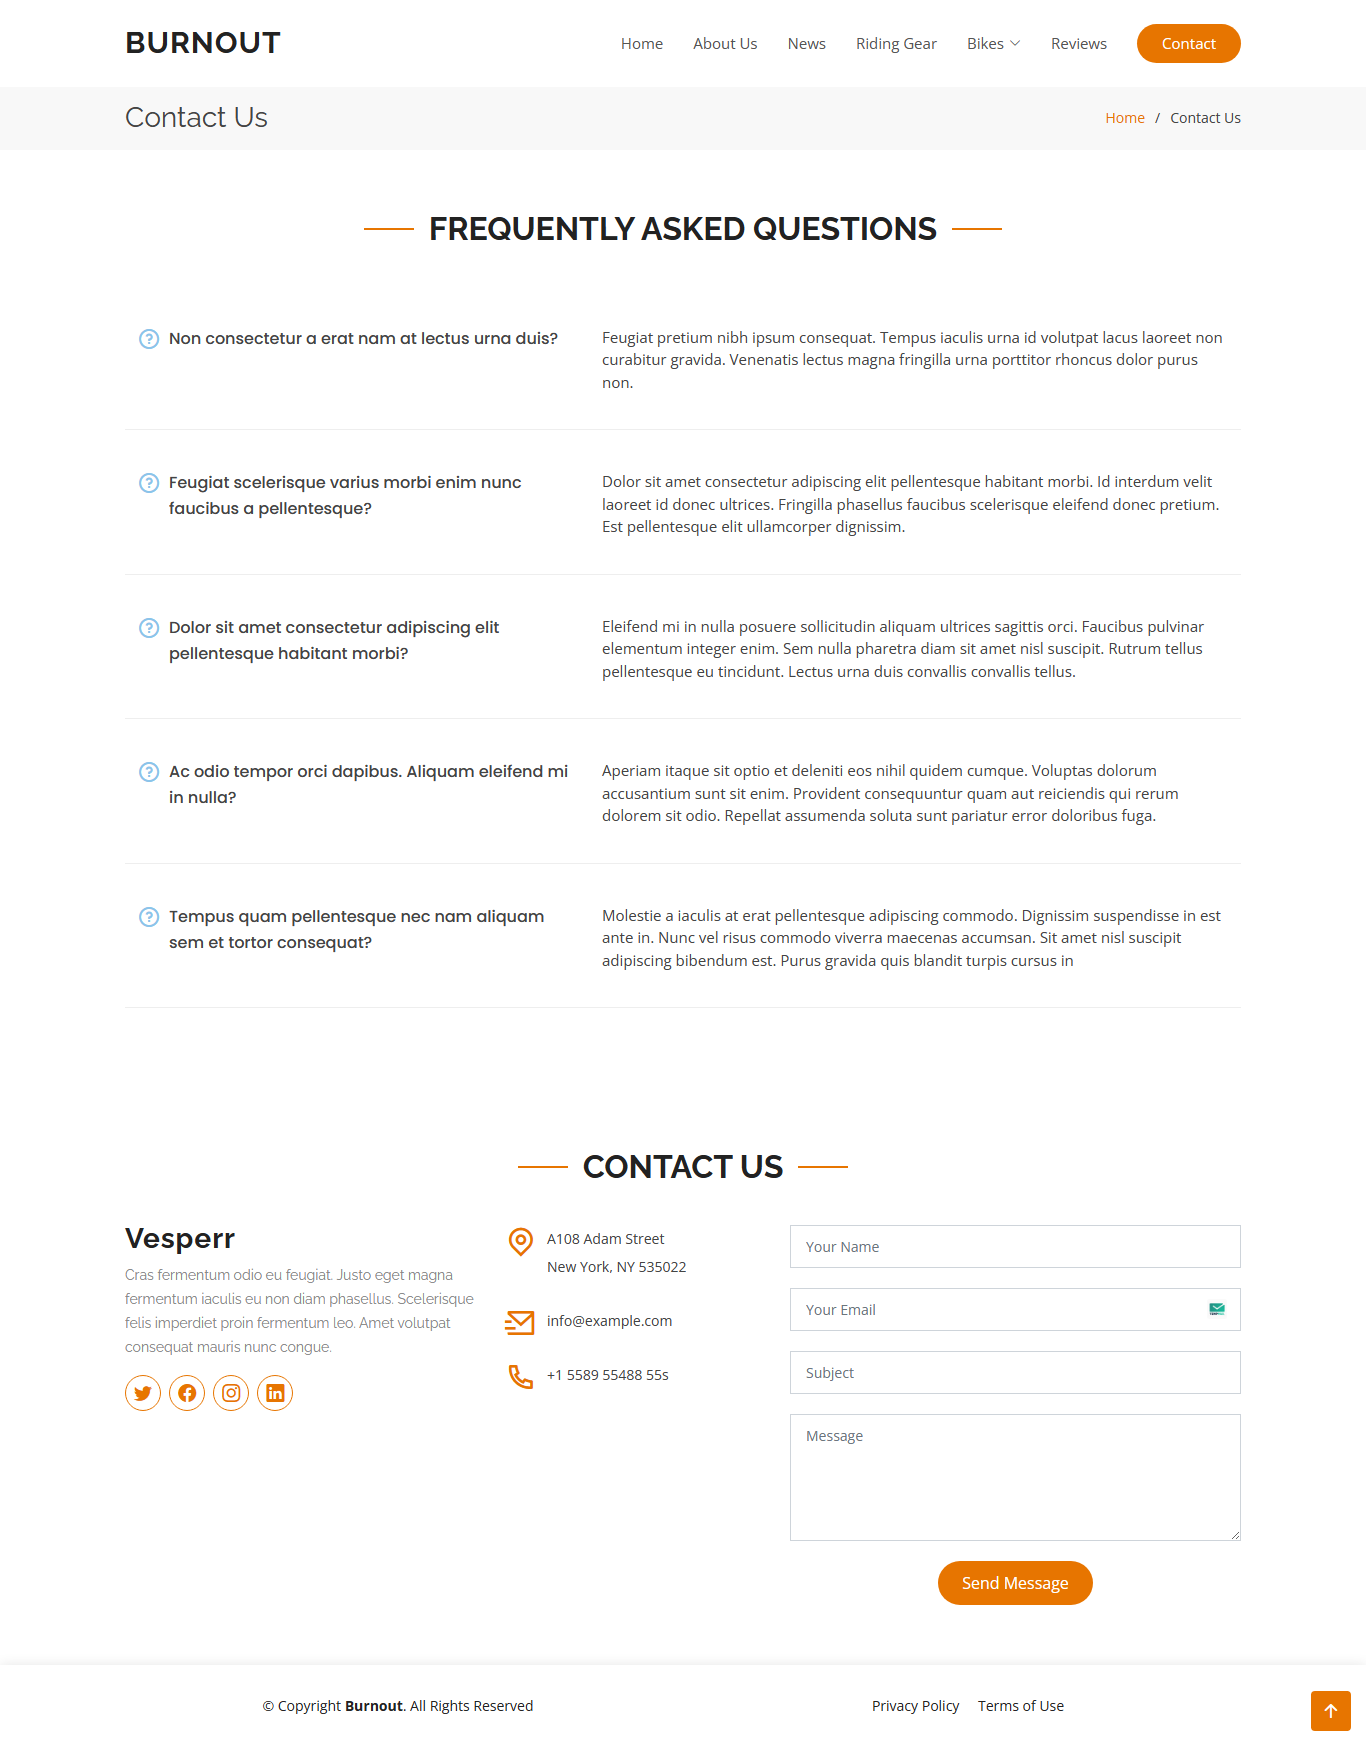 BURNOUT
Home About Us News Riding Gear Bikes Reviews Contact
Contact Us
Home / Contact Us
FREQUENTLY ASKED QUESTIONS
Non consectetur a erat nam at lectus urna duis?
Feugiat pretium nibh ipsum consequat. Tempus iaculis urna id volutpat lacus laoreet non
curabitur gravida. Venenatis lectus magna fringilla urna porttitor rhoncus dolor purus
non.
Feugiat scelerisque varius morbi enim nunc
faucibus a pellentesque?
Dolor sit amet consectetur adipiscing elit pellentesque habitant morbi. Id interdum velit
laoreet id donec ultrices. Fringilla phasellus faucibus scelerisque eleifend donec pretium.
Est pellentesque elit ullamcorper dignissim.
Dolor sit amet consectetur adipiscing elit
pellentesque habitant morbi?
Eleifend mi in nulla posuere sollicitudin aliquam ultrices sagittis orci. Faucibus pulvinar
elementum integer enim. Sem nulla pharetra diam sit amet nisl suscipit. Rutrum tellus
pellentesque eu tincidunt. Lectus urna duis convallis convallis tellus.
Ac odio tempor orci dapibus. Aliquam eleifend mi
in nulla?
Aperiam itaque sit optio et deleniti eos nihil quidem cumque. Voluptas dolorum
accusantium sunt sit enim. Provident consequuntur quam aut reiciendis qui rerum
dolorem sit odio. Repellat assumenda soluta sunt pariatur error doloribus fuga.
Tempus quam pellentesque nec nam aliquam
sem et tortor consequat?
Molestie a iaculis at erat pellentesque adipiscing commodo. Dignissim suspendisse in est
ante in. Nunc vel risus commodo viverra maecenas accumsan. Sit amet nisl suscipit
adipiscing bibendum est. Purus gravida quis blandit turpis cursus in
CONTACT US
Vesperr
Cras fermentum odio eu feugiat. Justo eget magna
fermentum iaculis eu non diam phasellus. Scelerisque
felis imperdiet proin fermentum leo. Amet volutpat
consequat mauris nunc congue.
A108 Adam Street
New York, NY 535022
info@example.com
+1 5589 55488 55s
Your Name
Your Email
Subject
Message
Send Message
© Copyright Burnout. All Rights Reserved
Privacy Policy Terms of Use